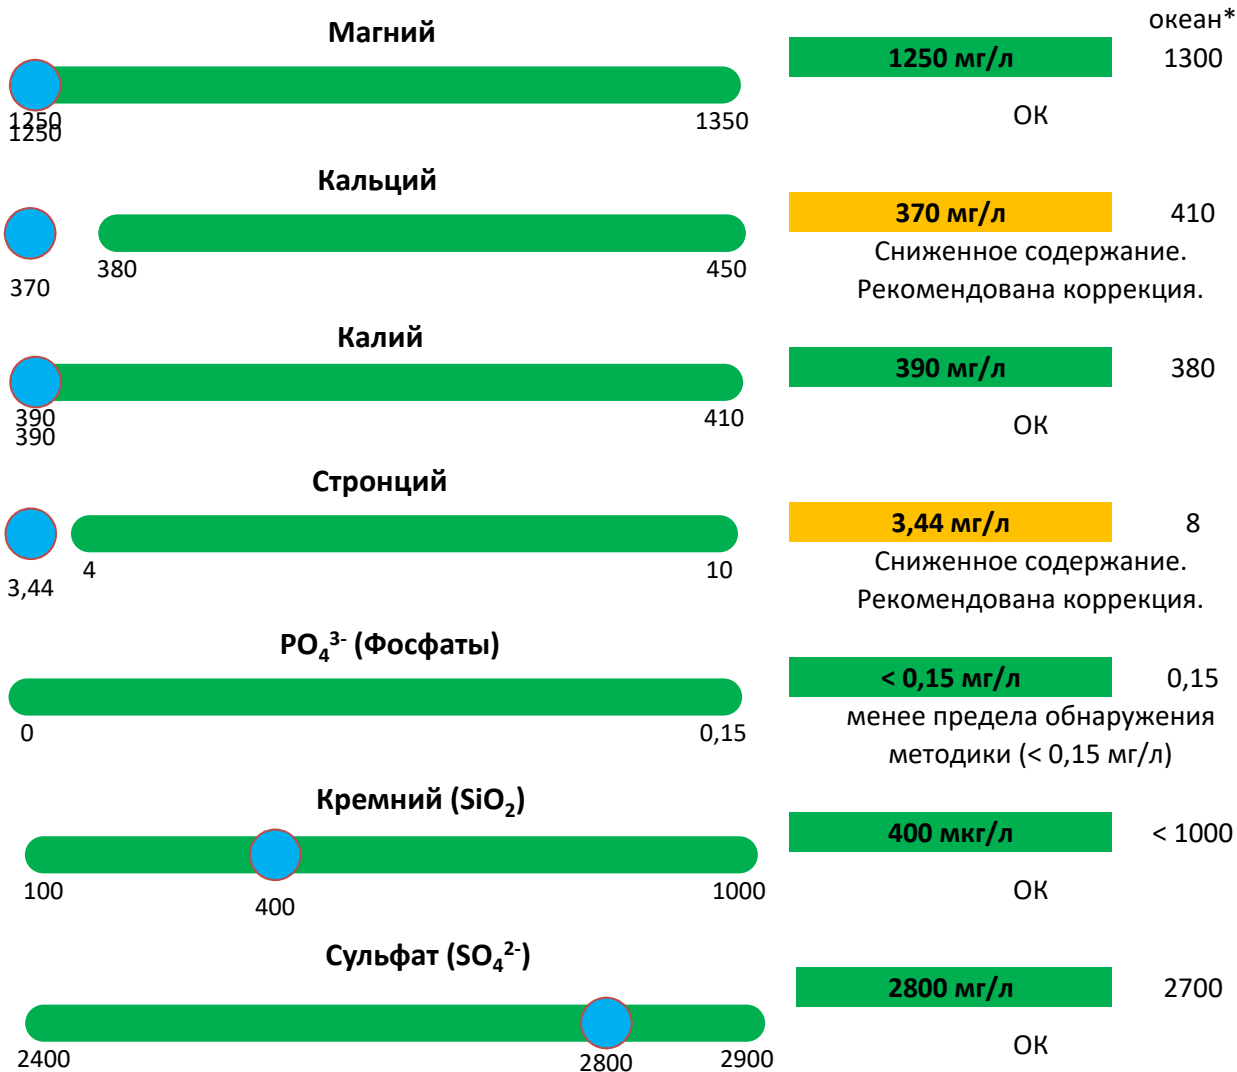 океан*
Магний
1250 мг/л
1300
1250
1250
1350
ОК
Кальций
370 мг/л
410
370
380
450
Сниженное содержание.
Рекомендована коррекция.
Калий
390 мг/л
380
390
390
410
ОК
Стронций
3,44 мг/л
8
3,44
4
10
Сниженное содержание.
Рекомендована коррекция.
PO₄³⁻ (Фосфаты)
< 0,15 мг/л
0,15
0
0,15
менее предела обнаружения
методики (< 0,15 мг/л)
Кремний (SiO₂)
400 мкг/л
< 1000
100
400
1000
ОК
Сульфат (SO₄²⁻)
2800 мг/л
2700
2400
2800
2900
ОК